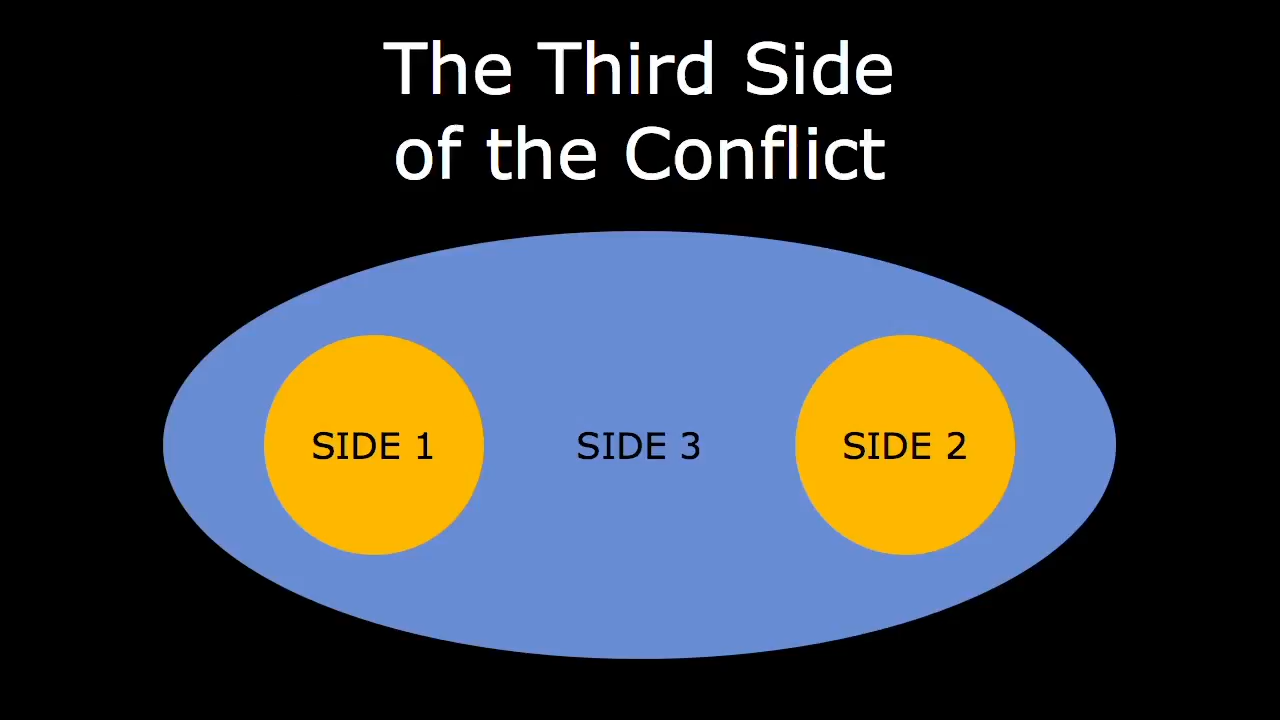 The Third Side
of the Conflict
SIDE 1
SIDE 3
SIDE 2